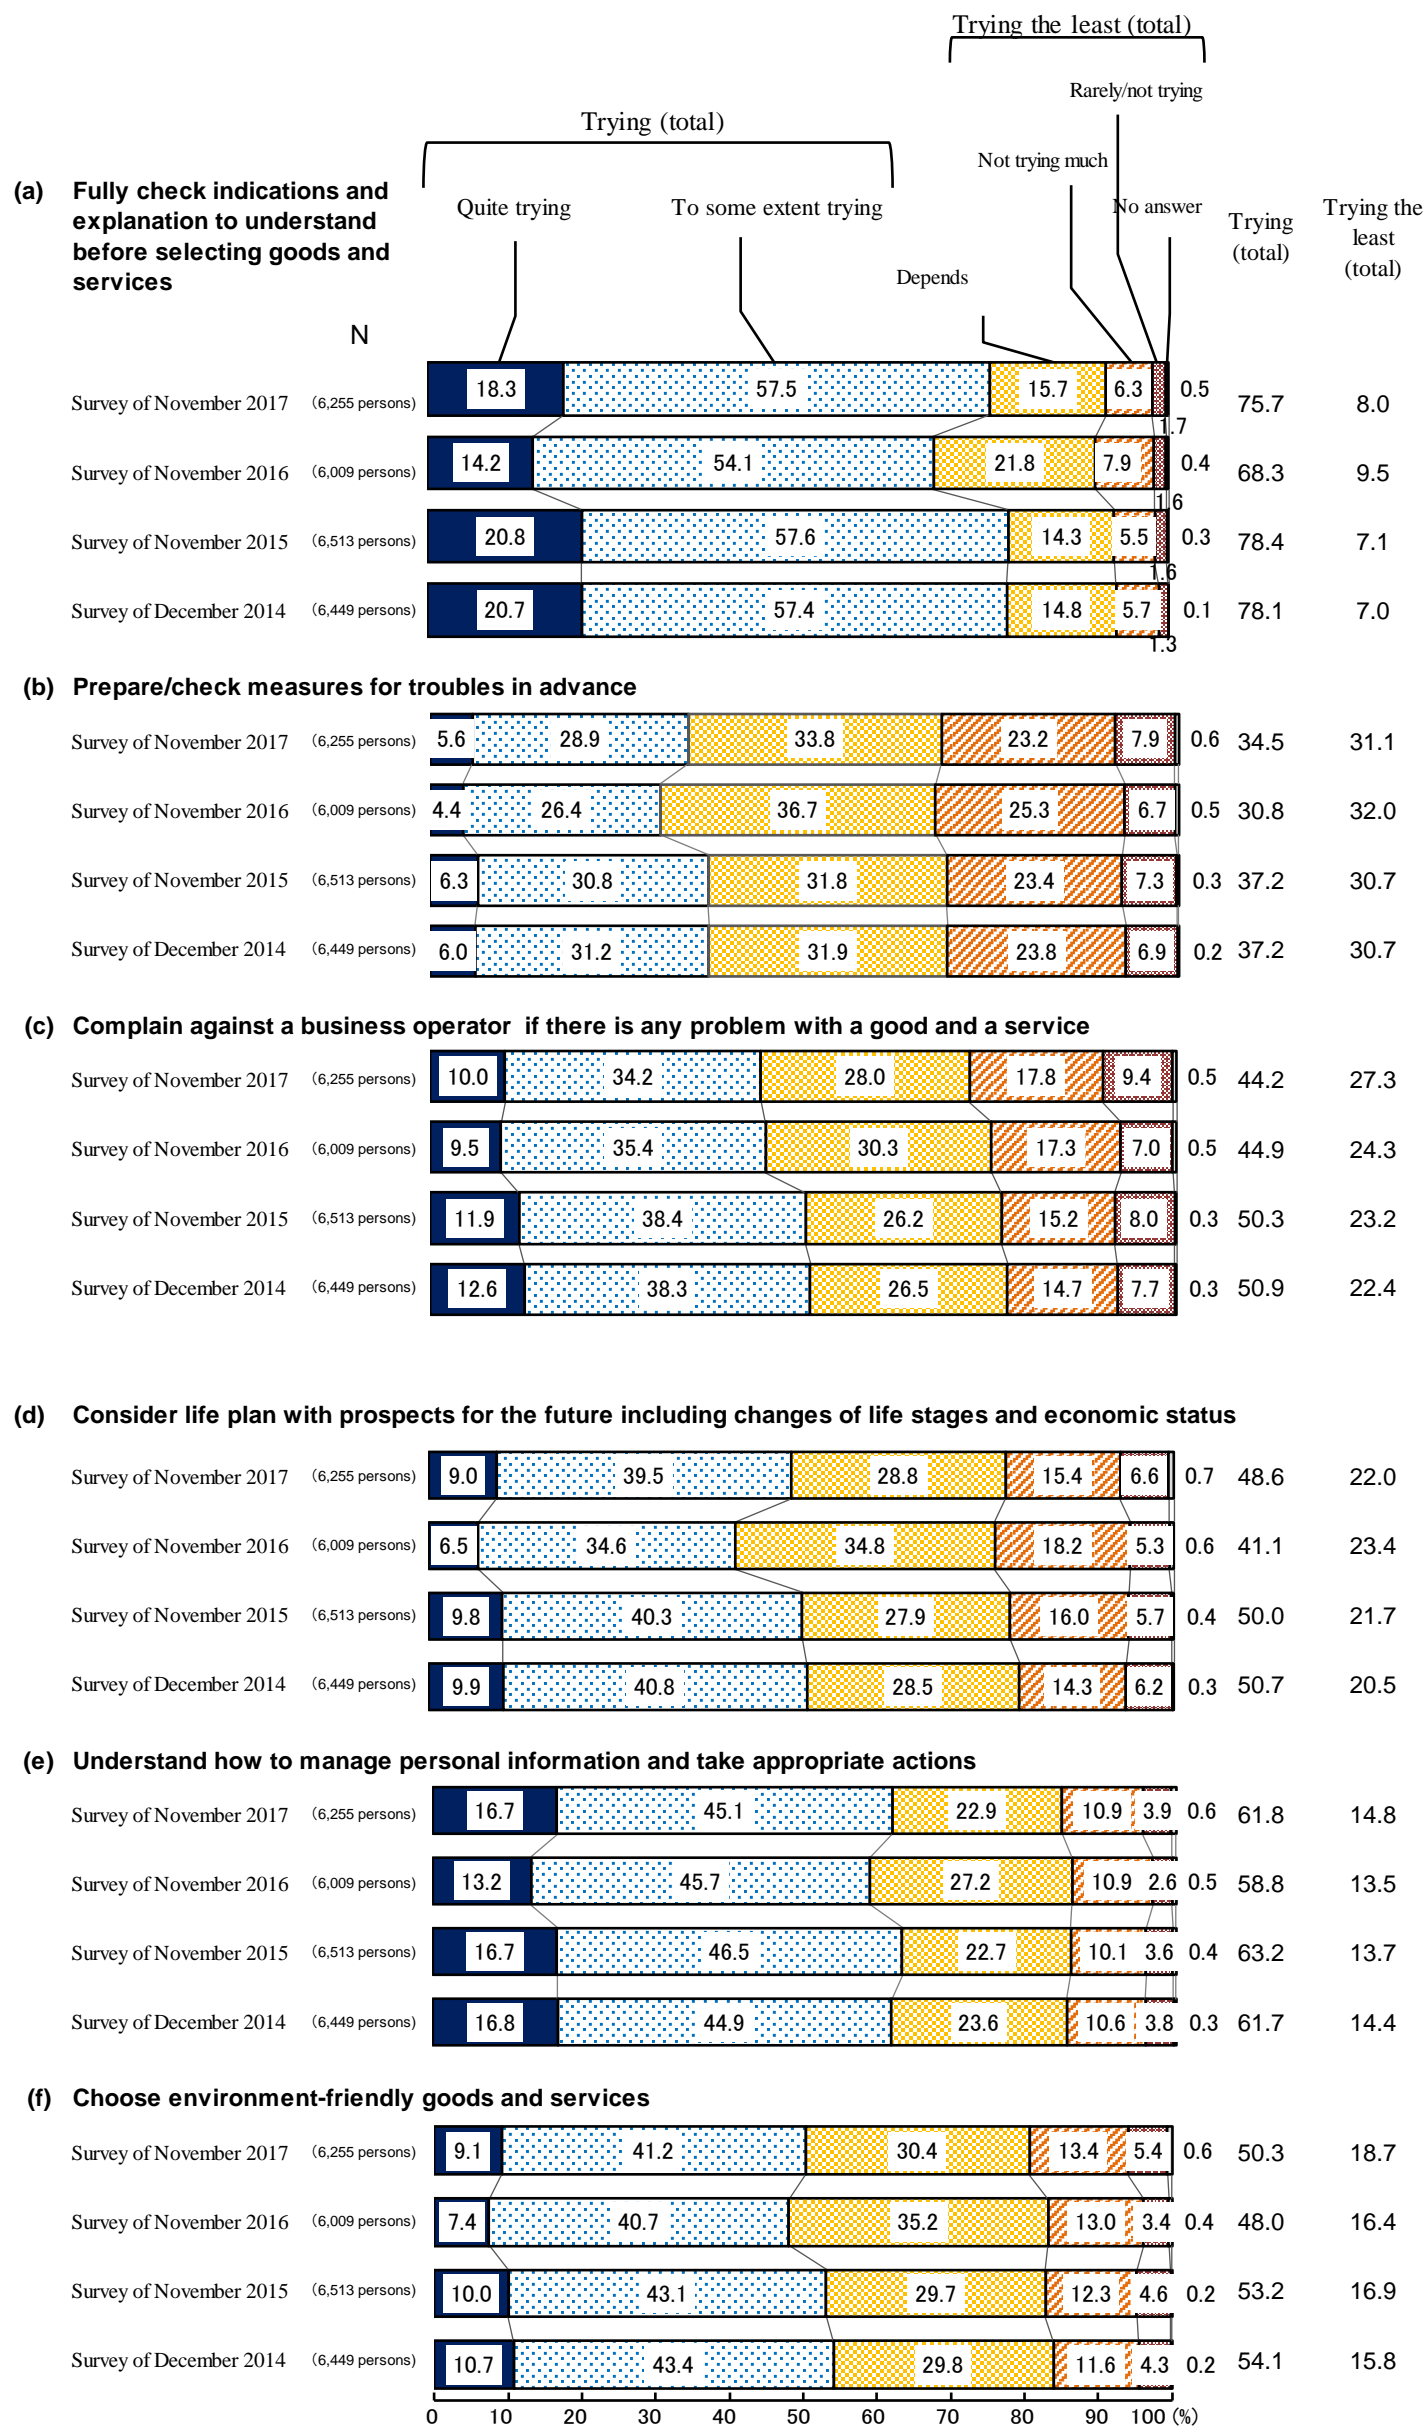 Trying the least (total)
Rarely/not trying
Trying (total)
Not trying much
(a) Fully check indications and
explanation to understand
before selecting goods and
services
Quite trying
To some extent trying
No answer
Depends
Trying
(total)
Trying the
least
(total)
N
Survey of November 2017 (6,255 persons) 18.3 57.5 15.7 6.3 1.7 0.5 75.7 8.0
Survey of November 2016 (6,009 persons) 14.2 54.1 21.8 7.9 1.6 0.4 68.3 9.5
Survey of November 2015 (6,513 persons) 20.8 57.6 14.3 5.5 1.6 0.3 78.4 7.1
Survey of December 2014 (6,449 persons) 20.7 57.4 14.8 5.7 1.3 0.1 78.1 7.0
(b) Prepare/check measures for troubles in advance
Survey of November 2017 (6,255 persons) 5.6 28.9 33.8 23.2 7.9 0.6 34.5 31.1
Survey of November 2016 (6,009 persons) 4.4 26.4 36.7 25.3 6.7 0.5 30.8 32.0
Survey of November 2015 (6,513 persons) 6.3 30.8 31.8 23.4 7.3 0.3 37.2 30.7
Survey of December 2014 (6,449 persons) 6.0 31.2 31.9 23.8 6.9 0.2 37.2 30.7
(c) Complain against a business operator if there is any problem with a good and a service
Survey of November 2017 (6,255 persons) 10.0 34.2 28.0 17.8 9.4 0.5 44.2 27.3
Survey of November 2016 (6,009 persons) 9.5 35.4 30.3 17.3 7.0 0.5 44.9 24.3
Survey of November 2015 (6,513 persons) 11.9 38.4 26.2 15.2 8.0 0.3 50.3 23.2
Survey of December 2014 (6,449 persons) 12.6 38.3 26.5 14.7 7.7 0.3 50.9 22.4
(d) Consider life plan with prospects for the future including changes of life stages and economic status
Survey of November 2017 (6,255 persons) 9.0 39.5 28.8 15.4 6.6 0.7 48.6 22.0
Survey of November 2016 (6,009 persons) 6.5 34.6 34.8 18.2 5.3 0.6 41.1 23.4
Survey of November 2015 (6,513 persons) 9.8 40.3 27.9 16.0 5.7 0.4 50.0 21.7
Survey of December 2014 (6,449 persons) 9.9 40.8 28.5 14.3 6.2 0.3 50.7 20.5
(e) Understand how to manage personal information and take appropriate actions
Survey of November 2017 (6,255 persons) 16.7 45.1 22.9 10.9 3.9 0.6 61.8 14.8
Survey of November 2016 (6,009 persons) 13.2 45.7 27.2 10.9 2.6 0.5 58.8 13.5
Survey of November 2015 (6,513 persons) 16.7 46.5 22.7 10.1 3.6 0.4 63.2 13.7
Survey of December 2014 (6,449 persons) 16.8 44.9 23.6 10.6 3.8 0.3 61.7 14.4
(f) Choose environment-friendly goods and services
Survey of November 2017 (6,255 persons) 9.1 41.2 30.4 13.4 5.4 0.6 50.3 18.7
Survey of November 2016 (6,009 persons) 7.4 40.7 35.2 13.0 3.4 0.4 48.0 16.4
Survey of November 2015 (6,513 persons) 10.0 43.1 29.7 12.3 4.6 0.2 53.2 16.9
Survey of December 2014 (6,449 persons) 10.7 43.4 29.8 11.6 4.3 0.2 54.1 15.8
0 10 20 30 40 50 60 70 80 90 100 (%)